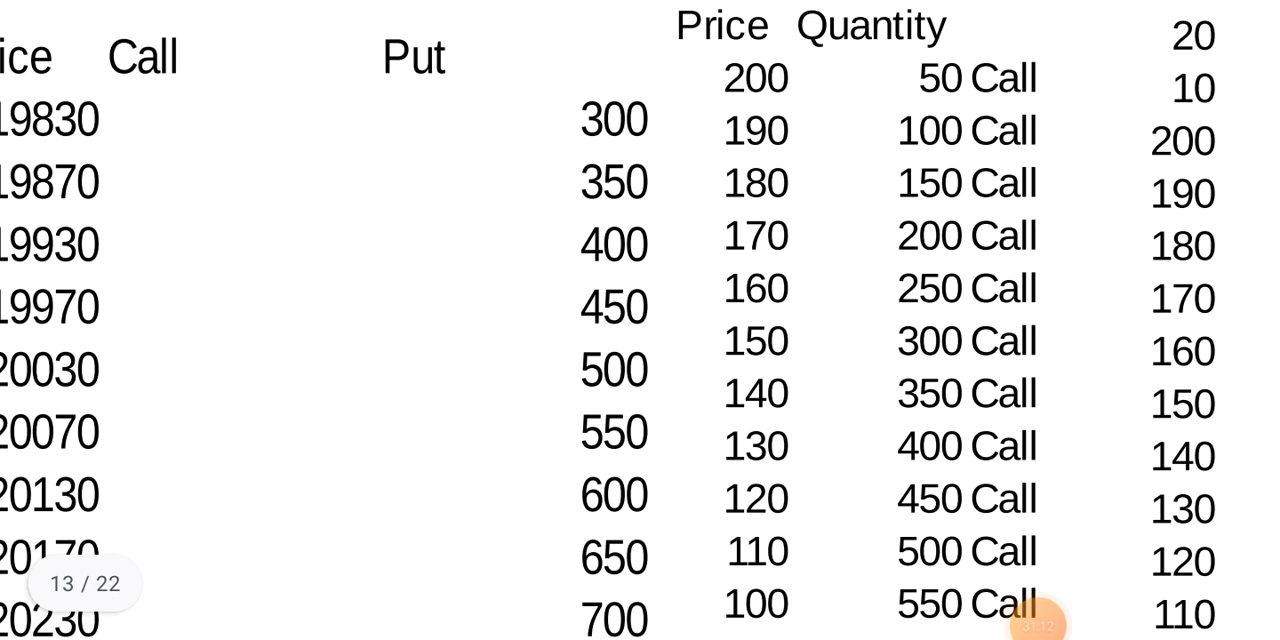 ice Call Put
19830 300
19870 350
19930 400
19970 450
20030 500
20070 550
20130 600
20170 650
20230 700
Price Quantity
200 50 Call
190 100 Call
180 150 Call
170 200 Call
160 250 Call
150 300 Call
140 350 Call
130 400 Call
120 450 Call
110 500 Call
100 550 Call
20
10
200
190
180
170
160
150
140
130
120
110
13 / 22
31:12